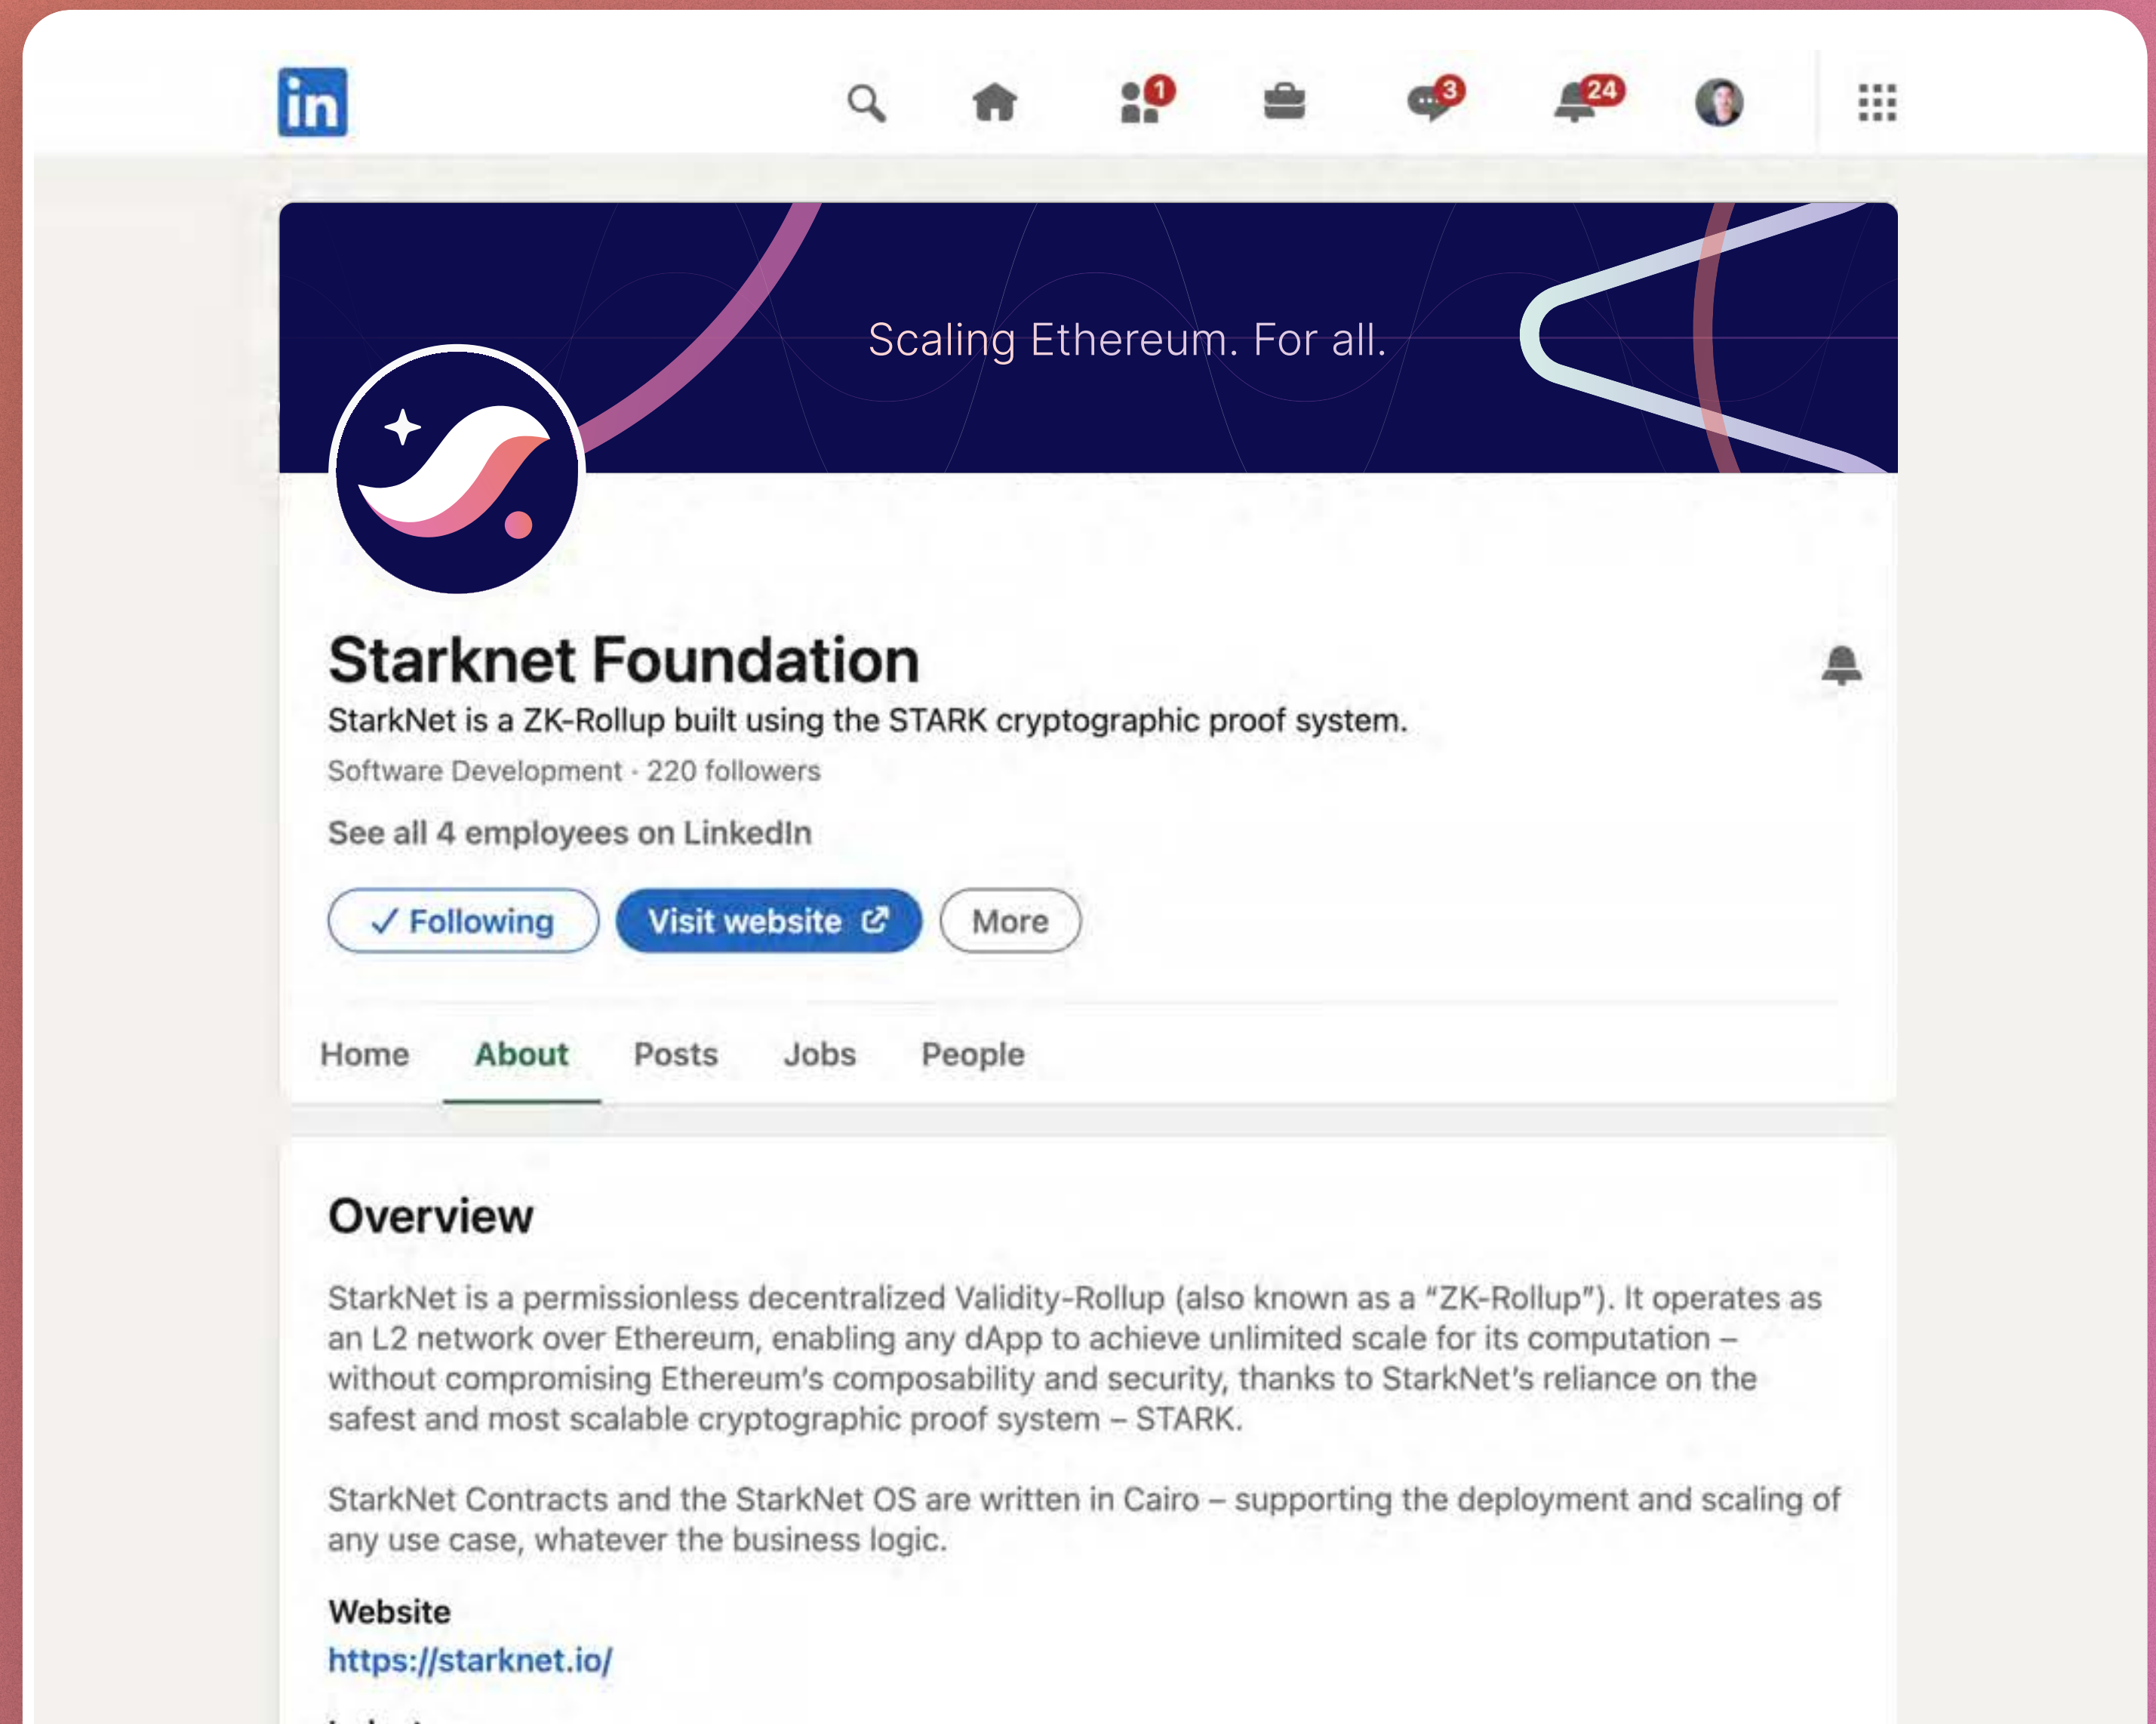 in
1
3
24
Scaling Ethereum. For all.
Starknet Foundation
StarkNet is a ZK-Rollup built using the STARK cryptographic proof system.
Software Development · 220 followers
See all 4 employees on LinkedIn
Following
Visit website
More
Home About Posts Jobs People
Overview
StarkNet is a permissionless decentralized Validity-Rollup (also known as a “ZK-Rollup”). It operates as
an L2 network over Ethereum, enabling any dApp to achieve unlimited scale for its computation –
without compromising Ethereum's composability and security, thanks to StarkNet's reliance on the
safest and most scalable cryptographic proof system – STARK.
StarkNet Contracts and the StarkNet OS are written in Cairo – supporting the deployment and scaling of
any use case, whatever the business logic.
Website
https://starknet.io/